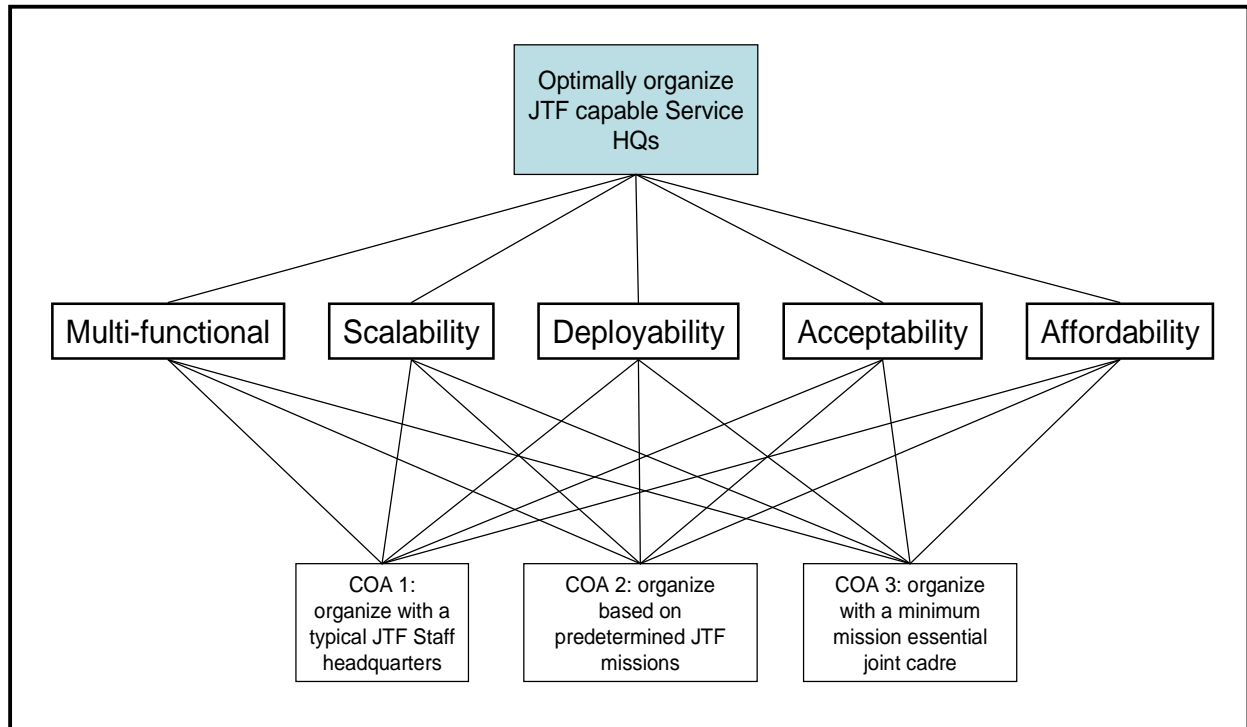 Optimally organize
JTF capable Service
HQs
Multi-functional
Scalability
Deployability
Acceptability
Affordability
COA 1:
organize with a
typical JTF Staff
headquarters
COA 2: organize
based on
predetermined JTF
missions
COA 3: organize
with a minimum
mission essential
joint cadre